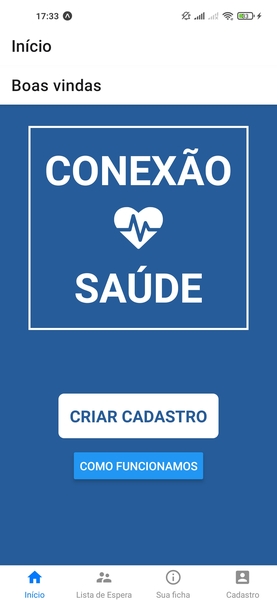 17:33
Início
Boas vindas
CONEXÃO
SAÚDE
CRIAR CADASTRO
COMO FUNCIONAMOS
Início
Lista de Espera
Sua ficha
Cadastro